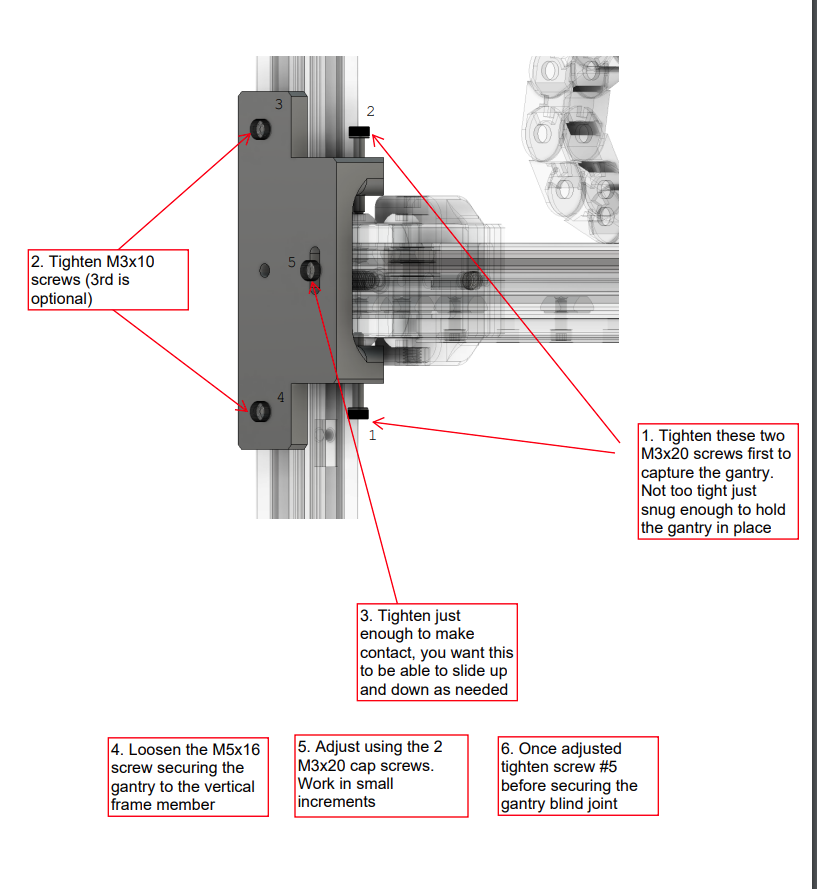 3
2
2. Tighten M3x10
screws (3rd is
optional)
5
4
1
1. Tighten these two
M3x20 screws first to
capture the gantry.
Not too tight just
snug enough to hold
the gantry in place
3. Tighten just
enough to make
contact, you want this
to be able to slide up
and down as needed
4. Loosen the M5x16
screw securing the
gantry to the vertical
frame member
5. Adjust using the 2
M3x20 cap screws.
Work in small
increments
6. Once adjusted
tighten screw #5
before securing the
gantry blind joint